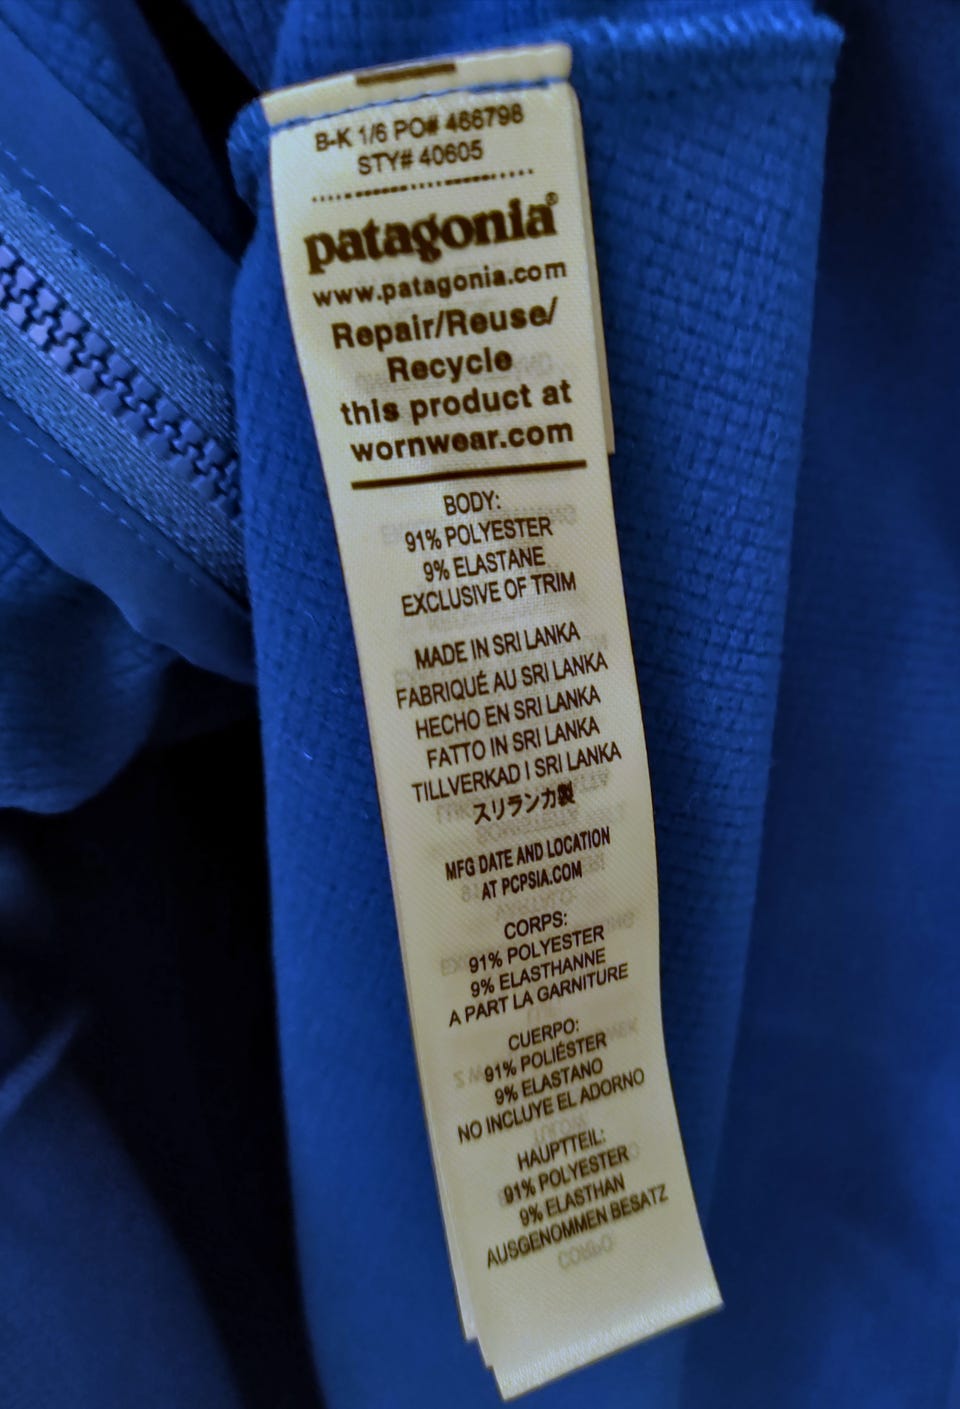 B-K 1/6 PO# 466798
STY# 40605
patagonia®
www.patagonia.com
Repair/Reuse/
Recycle
this product at
wornwear.com
BODY:
91% POLYESTER
9% ELASTANE
EXCLUSIVE OF TRIM
MADE IN SRI LANKA
FABRIQUÉ AU SRI LANKA
HECHO EN SRI LANKA
FATTO IN SRI LANKA
TILLVERKAD I SRI LANKA
スリランカ製
MFG DATE AND LOCATION
AT PCPSIA.COM
CORPS:
91% POLYESTER
9% ELASTHANNE
A PART LA GARNITURE
CUERPO:
91% POLIÉSTER
9% ELASTANO
NO INCLUYE EL ADORNO
HAUPTTEIL:
91% POLYESTER
9% ELASTHAN
AUSGENOMMEN BESATZ